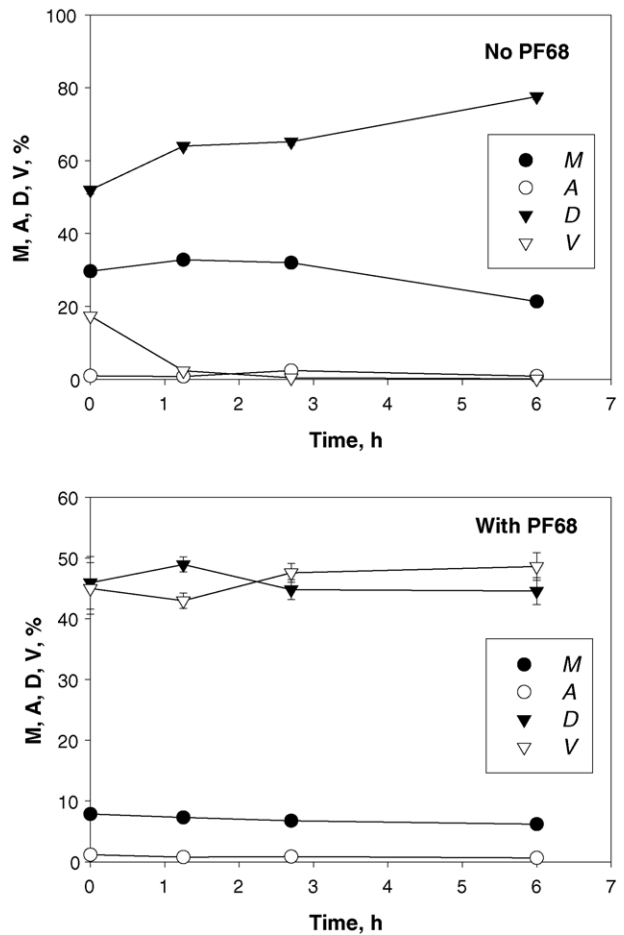 100
No PF68
80
60
40
20
0
M
A
D
V
M, A, D, V, %
0 1 2 3 4 5 6 7
Time, h
60
With PF68
50
40
30
20
10
0
M
A
D
V
M, A, D, V, %
0 1 2 3 4 5 6 7
Time, h